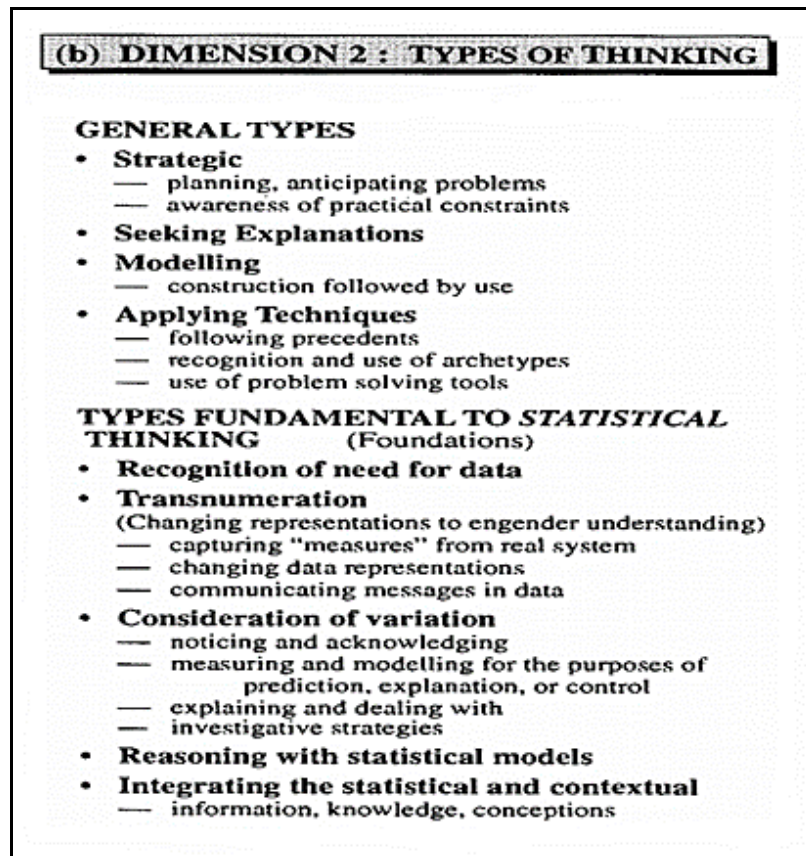 (b) DIMENSION 2 : TYPES OF THINKING
GENERAL TYPES
• Strategic
— planning, anticipating problems
— awareness of practical constraints
• Seeking Explanations
• Modelling
— construction followed by use
• Applying Techniques
— following precedents
— recognition and use of archetypes
— use of problem solving tools
TYPES FUNDAMENTAL TO STATISTICAL
THINKING (Foundations)
• Recognition of need for data
• Transnumeration
(Changing representations to engender understanding)
— capturing "measures" from real system
— changing data representations
— communicating messages in data
• Consideration of variation
— noticing and acknowledging
— measuring and modelling for the purposes of
prediction, explanation, or control
— explaining and dealing with
— investigative strategies
• Reasoning with statistical models
• Integrating the statistical and contextual
— information, knowledge, conceptions